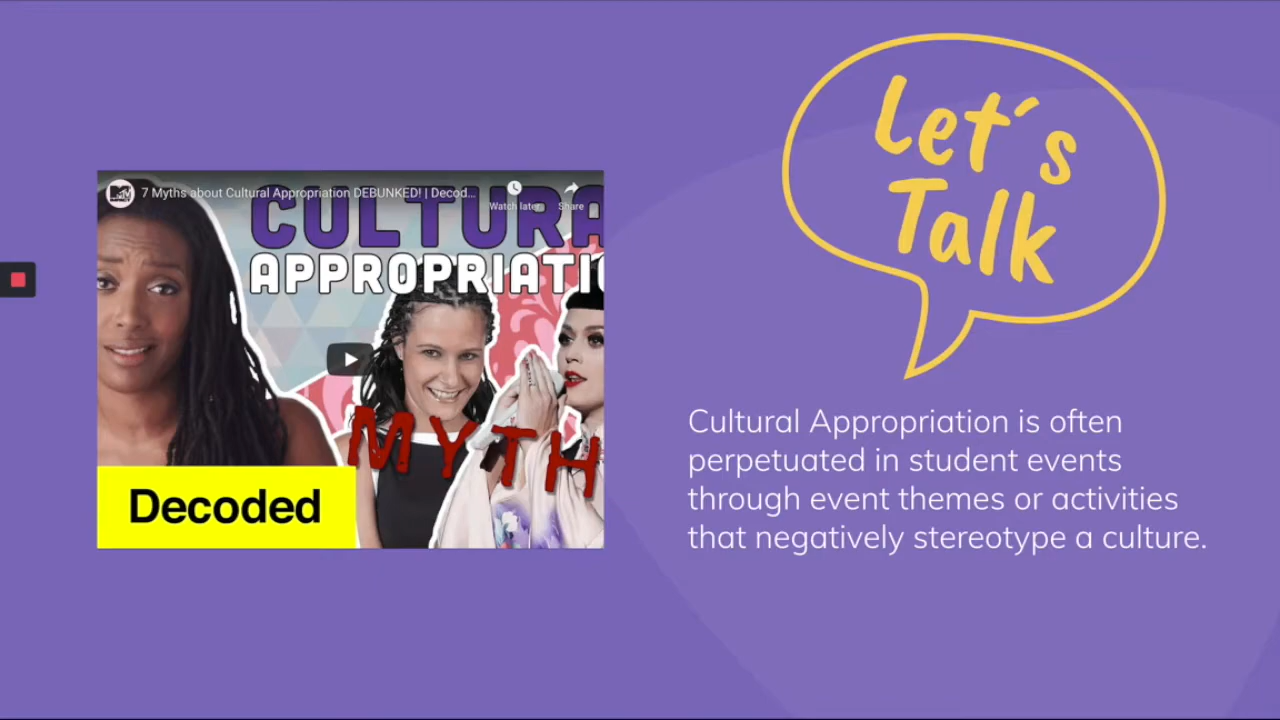 7 Myths about Cultural Appropriation DEBUNKED! | Decod...
Watch later
Share
CULTURA
APPROPRIATI
MYTH
Decoded
Let's
Talk
Cultural Appropriation is often
perpetuated in student events
through event themes or activities
that negatively stereotype a culture.